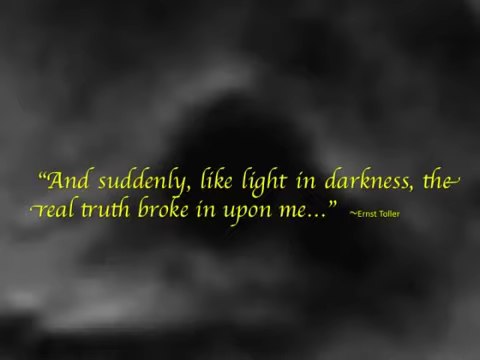 “And suddenly, like light in darkness, the
real truth broke in upon me…” ~Ernst Toller